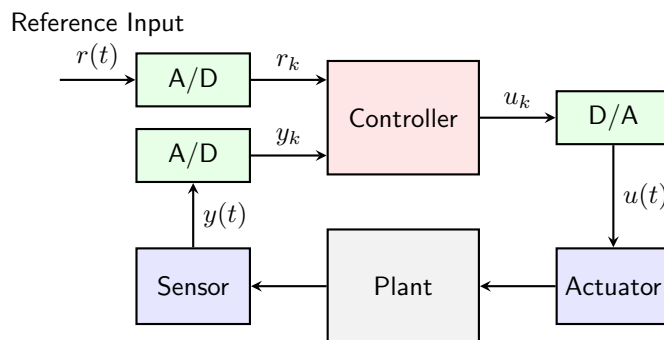 Reference Input
r(t)
A/D
r_k
Controller
u_k
D/A
A/D
y_k
y(t)
u(t)
Sensor
Plant
Actuator